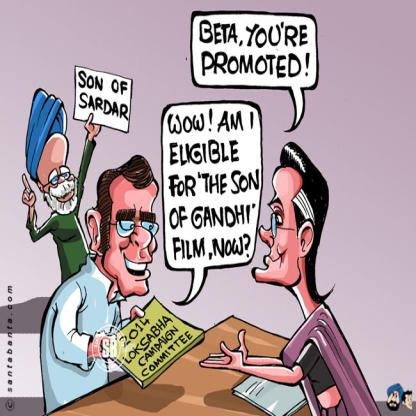 BETA, YOU'RE
PROMOTED!
SON OF
SARDAR
WOW! AM I
ELIGIBLE
FOR 'THE SON
OF GANDHI'
FILM, NOW?
2014
LOKSABHA
CAMPAIGN
COMMITTEE
SB
© santabanta.com